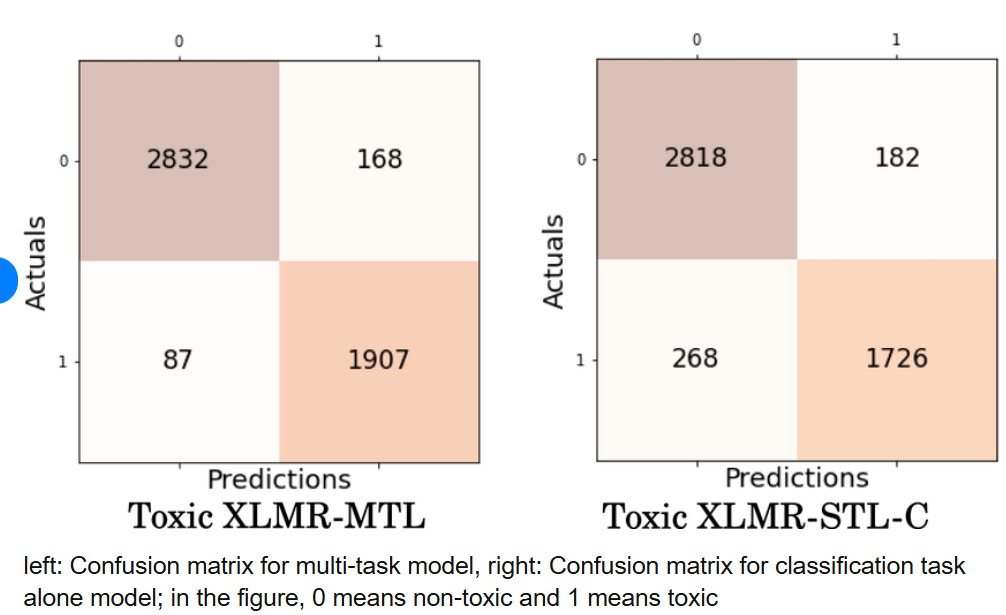 0 1
0 2832 168
Actuals
1 87 1907
Predictions
Toxic XLMR-MTL
0 1
0 2818 182
Actuals
1 268 1726
Predictions
Toxic XLMR-STL-C
left: Confusion matrix for multi-task model, right: Confusion matrix for classification task
alone model; in the figure, 0 means non-toxic and 1 means toxic